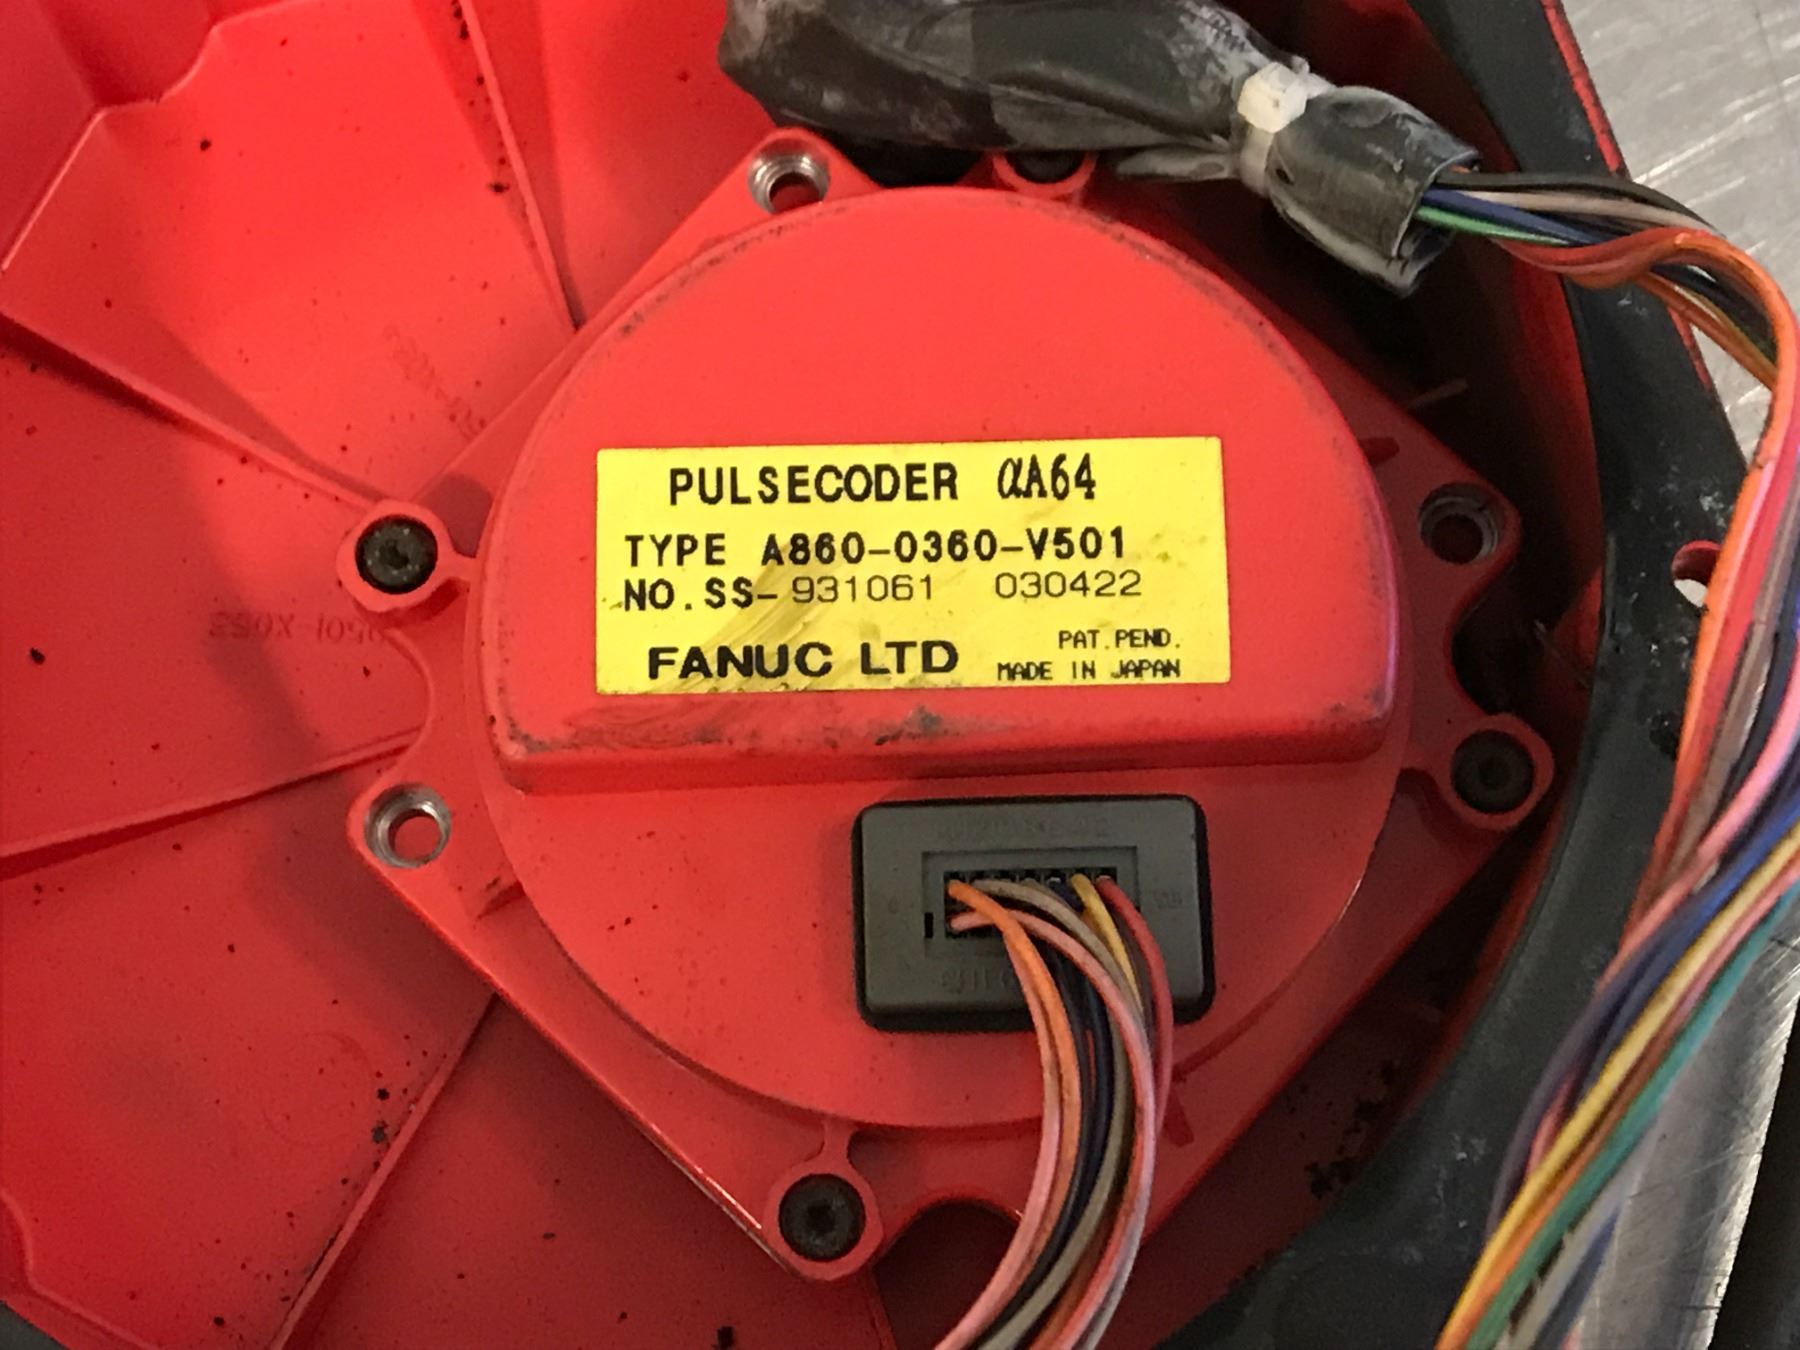 PULSECODER αA64
TYPE A860-0360-V501
NO.SS-931061 030422
FANUC LTD PAT.PEND.
MADE IN JAPAN